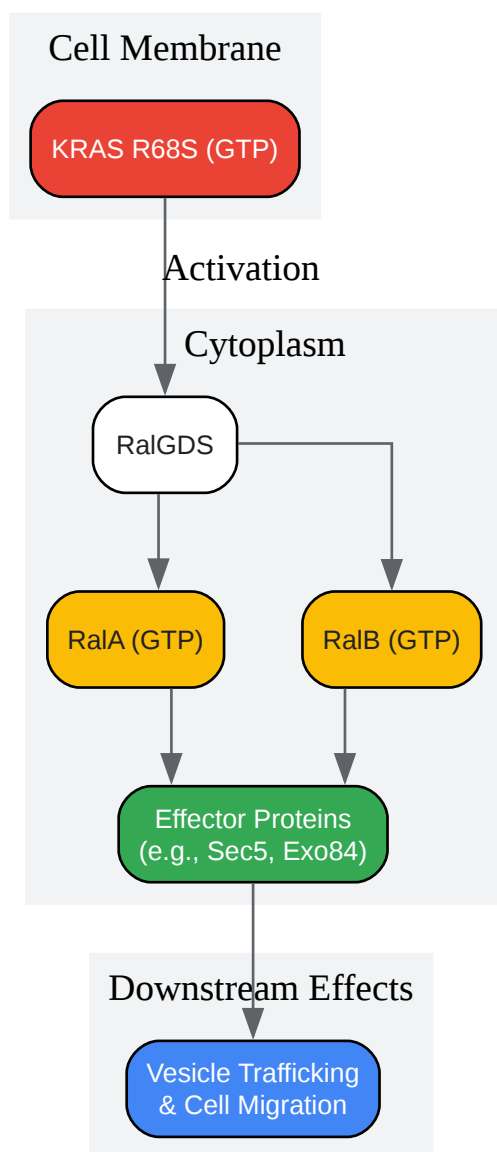 Cell Membrane
KRAS R68S (GTP)
Activation
Cytoplasm
RalGDS
RalA (GTP)
RalB (GTP)
Effector Proteins
(e.g., Sec5, Exo84)
Downstream Effects
Vesicle Trafficking
& Cell Migration